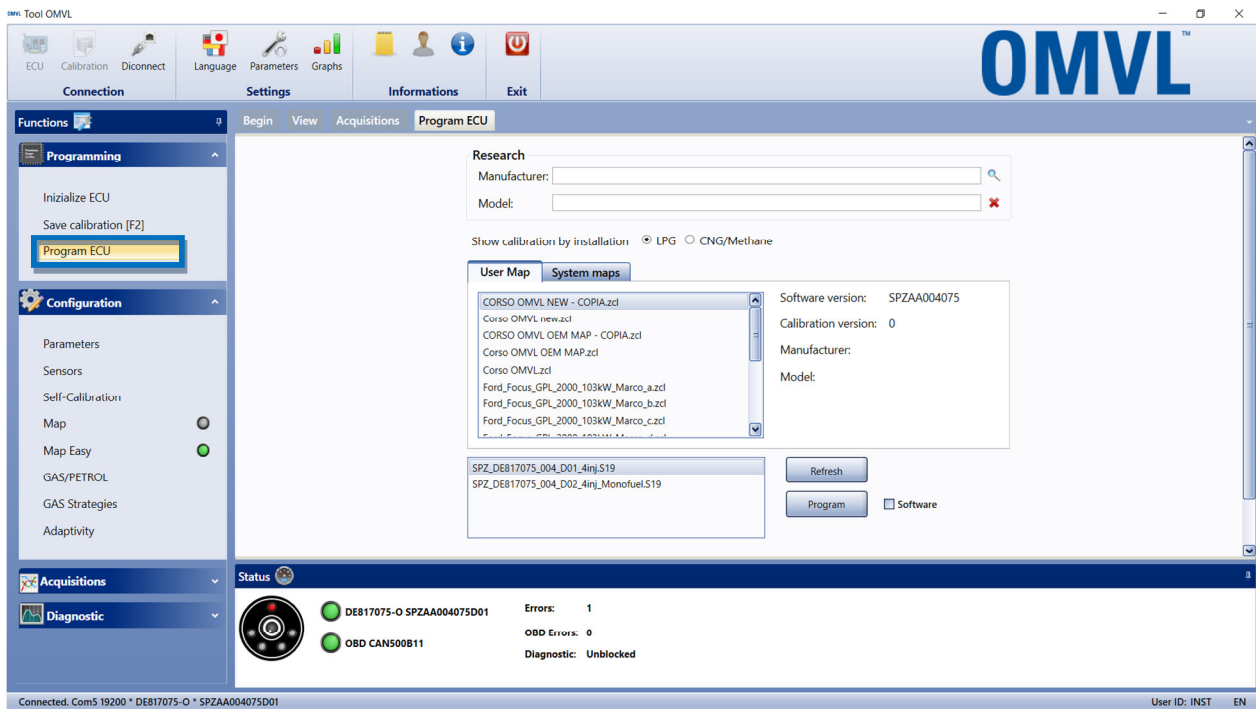 OMVL Tool OMVL
ECU Calibration Diconnect Language Parameters Graphs
Connection Settings Informations Exit
OMVL™
Functions
Begin View Acquisitions Program ECU
Programming
Inizialize ECU
Save calibration [F2]
Program ECU
Configuration
Parameters
Sensors
Self-Calibration
Map
Map Easy
GAS/PETROL
GAS Strategies
Adaptivity
Acquisitions
Diagnostic
Research
Manufacturer:
Model:
Show calibration by installation LPG CNG/Methane
User Map System maps
CORSO OMVL NEW - COPIA.zcl
Corso OMVL new.zcl
CORSO OMVL OEM MAP - COPIA.zcl
Corso OMVL OEM MAP.zcl
Corso OMVL.zcl
Ford_Focus_GPL_2000_103kW_Marco_a.zcl
Ford_Focus_GPL_2000_103kW_Marco_b.zcl
Ford_Focus_GPL_2000_103kW_Marco_c.zcl
Software version: SPZAA004075
Calibration version: 0
Manufacturer:
Model:
SPZ_DE817075_004_D01_4inj.S19
SPZ_DE817075_004_D02_4inj_Monofuel.S19
Refresh
Program Software
Status
DE817075-O SPZAA004075D01
OBD CAN500B11
Errors: 1
OBD Errors: 0
Diagnostic: Unblocked
Connected. Com5 19200 * DE817075-O * SPZAA004075D01
User ID: INST EN